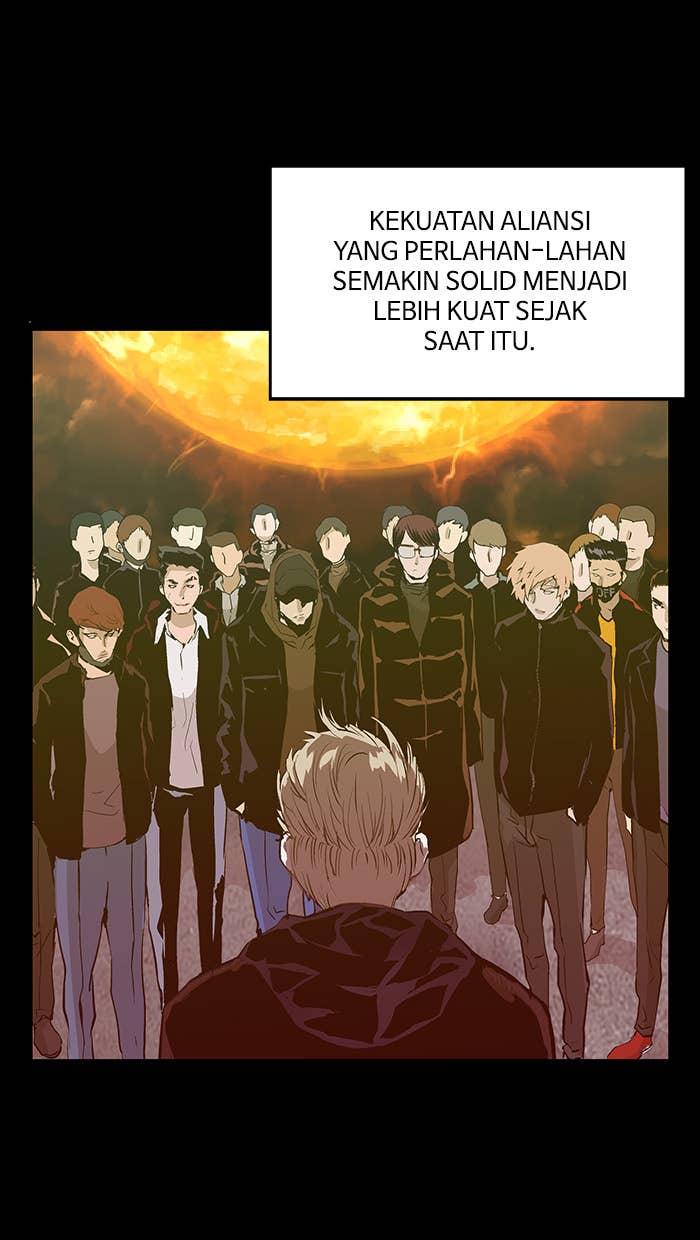 KEKUATAN ALIANSI
YANG PERLAHAN-LAHAN
SEMAKIN SOLID MENJADI
LEBIH KUAT SEJAK
SAAT ITU.